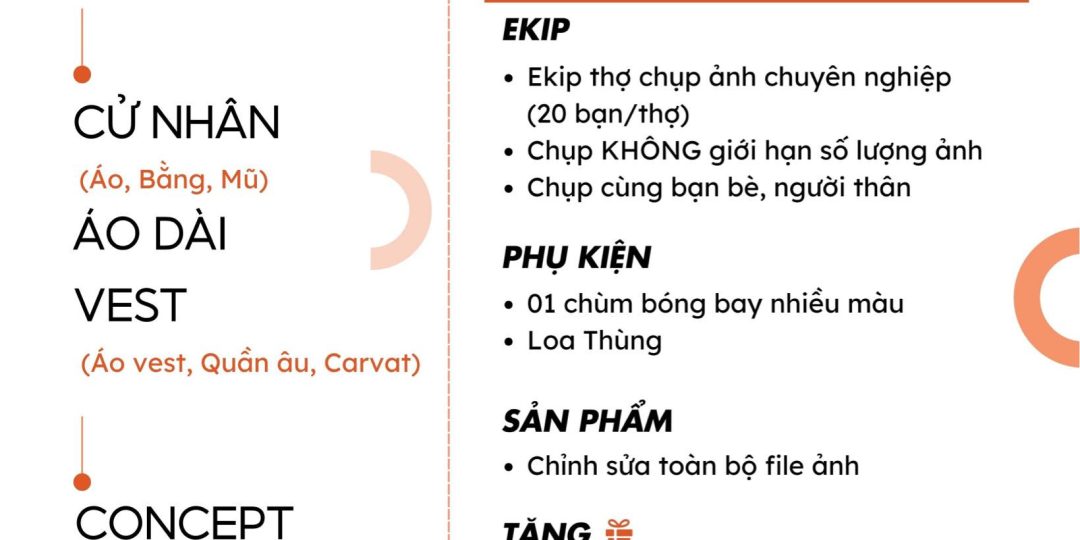 CỬ NHÂN
(Áo, Bằng, Mũ)
ÁO DÀI
VEST
(Áo vest, Quần âu, Carvat)
CONCEPT
EKIP
• Ekip thợ chụp ảnh chuyên nghiệp
(20 bạn/thợ)
• Chụp KHÔNG giới hạn số lượng ảnh
• Chụp cùng bạn bè, người thân
PHỤ KIỆN
• 01 chùm bóng bay nhiều màu
• Loa Thùng
SẢN PHẨM
• Chỉnh sửa toàn bộ file ảnh
TẶNG